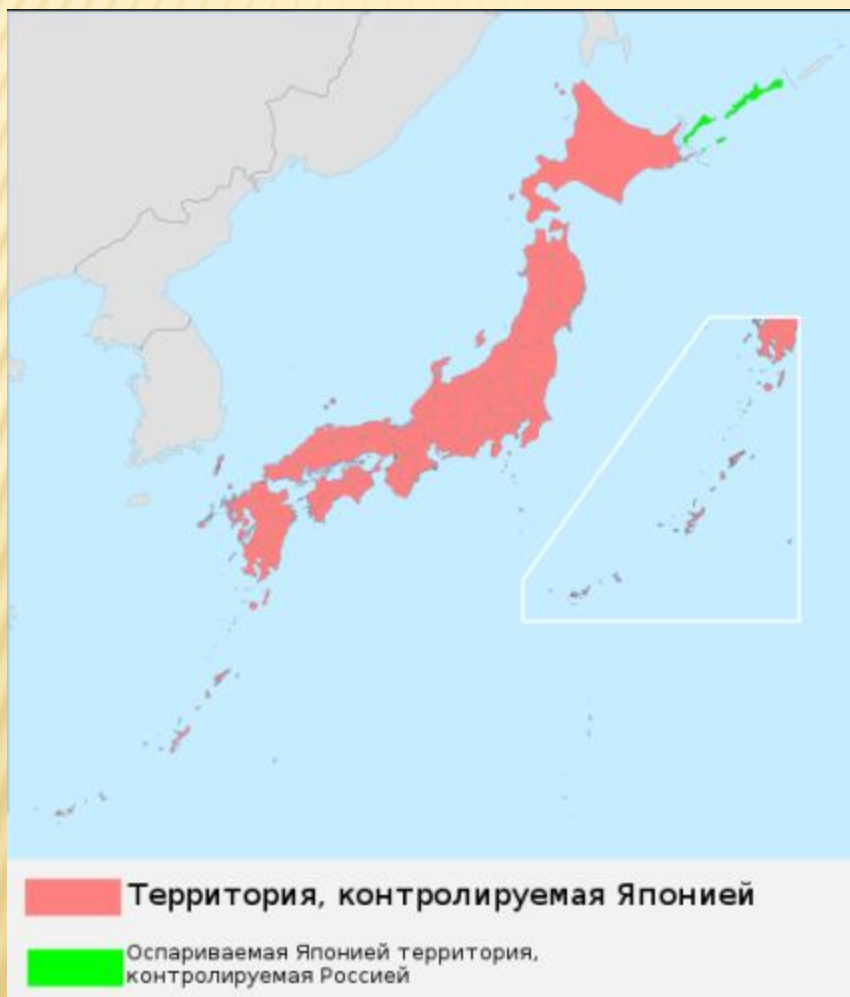 Территория, контролируемая Японией
Оспариваемая Японией территория,
контролируемая Россией